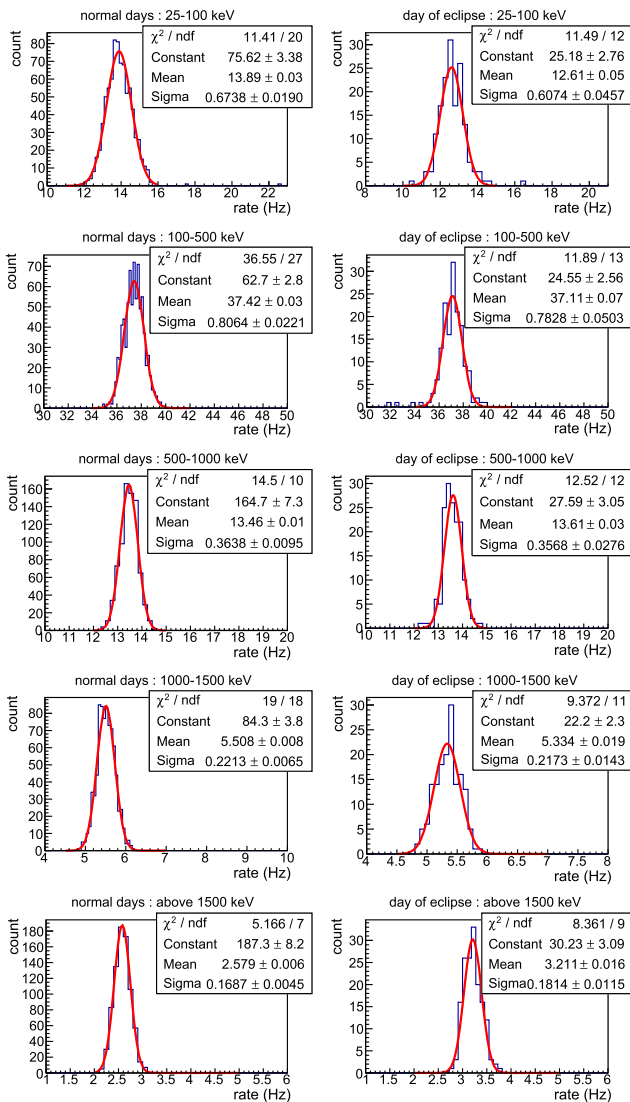 normal days : 25-100 keV
χ² / ndf 11.41 / 20
Constant 75.62 ± 3.38
Mean 13.89 ± 0.03
Sigma 0.6738 ± 0.0190
count
80
70
60
50
40
30
20
10
0
10 12 14 16 18 20 22
rate (Hz)
day of eclipse : 25-100 keV
χ² / ndf 11.49 / 12
Constant 25.18 ± 2.76
Mean 12.61 ± 0.05
Sigma 0.6074 ± 0.0457
count
30
25
20
15
10
5
0
8 10 12 14 16 18 20
rate (Hz)
normal days : 100-500 keV
χ² / ndf 36.55 / 27
Constant 62.7 ± 2.8
Mean 37.42 ± 0.03
Sigma 0.8064 ± 0.0221
count
70
60
50
40
30
20
10
0
30 32 34 36 38 40 42 44 46 48 50
rate (Hz)
day of eclipse : 100-500 keV
χ² / ndf 11.89 / 13
Constant 24.55 ± 2.56
Mean 37.11 ± 0.07
Sigma 0.7828 ± 0.0503
count
30
25
20
15
10
5
0
30 32 34 36 38 40 42 44 46 48 50
rate (Hz)
normal days : 500-1000 keV
χ² / ndf 14.5 / 10
Constant 164.7 ± 7.3
Mean 13.46 ± 0.01
Sigma 0.3638 ± 0.0095
count
160
140
120
100
80
60
40
20
0
10 11 12 13 14 15 16 17 18 19 20
rate (Hz)
day of eclipse : 500-1000 keV
χ² / ndf 12.52 / 12
Constant 27.59 ± 3.05
Mean 13.61 ± 0.03
Sigma 0.3568 ± 0.0276
count
30
25
20
15
10
5
0
10 11 12 13 14 15 16 17 18 19 20
rate (Hz)
normal days : 1000-1500 keV
χ² / ndf 19 / 18
Constant 84.3 ± 3.8
Mean 5.508 ± 0.008
Sigma 0.2213 ± 0.0065
count
80
70
60
50
40
30
20
10
0
4 5 6 7 8 9 10
rate (Hz)
day of eclipse : 1000-1500 keV
χ² / ndf 9.372 / 11
Constant 22.2 ± 2.3
Mean 5.334 ± 0.019
Sigma 0.2173 ± 0.0143
count
30
25
20
15
10
5
0
4 4.5 5 5.5 6 6.5 7 7.5 8
rate (Hz)
normal days : above 1500 keV
χ² / ndf 5.166 / 7
Constant 187.3 ± 8.2
Mean 2.579 ± 0.006
Sigma 0.1687 ± 0.0045
count
180
160
140
120
100
80
60
40
20
0
1 1.5 2 2.5 3 3.5 4 4.5 5 5.5 6
rate (Hz)
day of eclipse : above 1500 keV
χ² / ndf 8.361 / 9
Constant 30.23 ± 3.09
Mean 3.211 ± 0.016
Sigma0.1814 ± 0.0115
count
30
25
20
15
10
5
0
1 1.5 2 2.5 3 3.5 4 4.5 5 5.5 6
rate (Hz)